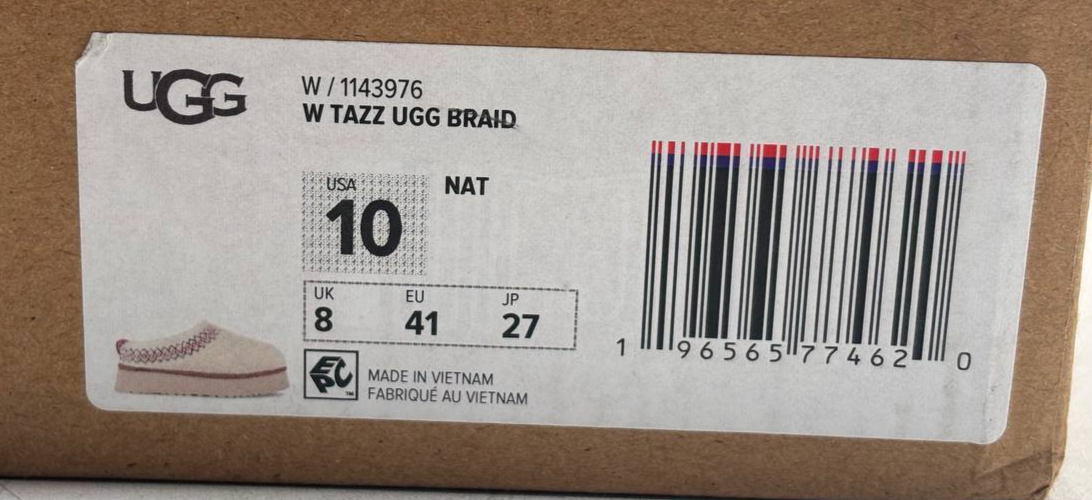 UGG
W / 1143976
W TAZZ UGG BRAID
USA
10
NAT
UK EU JP
8 41 27
EPC™
MADE IN VIETNAM
FABRIQUÉ AU VIETNAM
1 96565 77462 0